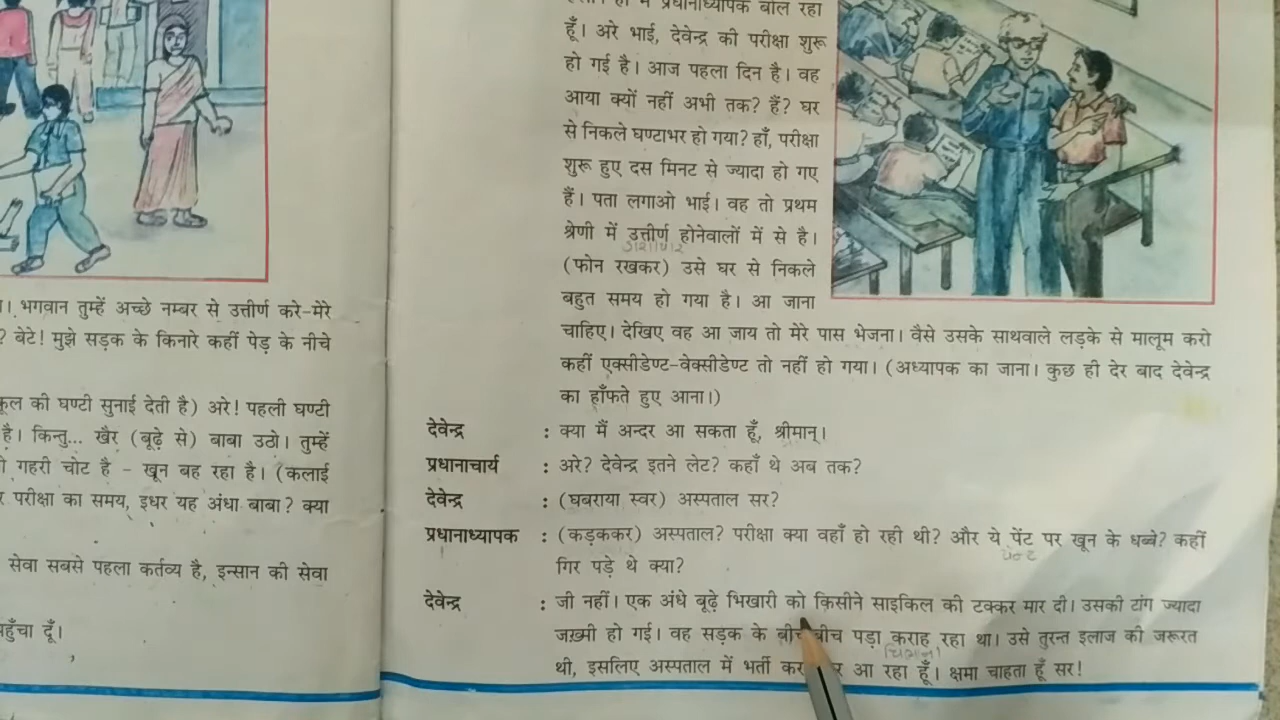 भगवान तुम्हें अच्छे नम्बर से उत्तीर्ण करे-मेरे
? बेटे! मुझे सड़क के किनारे कहीं पेड़ के नीचे
की घण्टी सुनाई देती है) अरे! पहली घण्टी
है। किन्तु... खैर (बूढ़े से) बाबा उठो। तुम्हें
गहरी चोट है - खून बह रहा है। (कलाई
परीक्षा का समय, इधर यह अंधा बाबा? क्या
सेवा सबसे पहला कर्तव्य है, इन्सान की सेवा
दूँ।
प्रधानाध्यापक बोल रहा
हूँ। अरे भाई, देवेन्द्र की परीक्षा शुरू
हो गई है। आज पहला दिन है। वह
आया क्यों नहीं अभी तक? हैं? घर
से निकले घण्टाभर हो गया? हाँ, परीक्षा
शुरू हुए दस मिनट से ज्यादा हो गए
हैं। पता लगाओ भाई। वह तो प्रथम
श्रेणी में उत्तीर्ण होनेवालों में से है।
(फोन रखकर) उसे घर से निकले
बहुत समय हो गया है। आ जाना
चाहिए। देखिए वह आ जाय तो मेरे पास भेजना। वैसे उसके साथवाले लड़के से मालूम करो
कहीं एक्सीडेण्ट-वेक्सीडेण्ट तो नहीं हो गया। (अध्यापक का जाना। कुछ ही देर बाद देवेन्द्र
का हाँफते हुए आना।)
देवेन्द्र : क्या मैं अन्दर आ सकता हूँ, श्रीमान्।
प्रधानाचार्य : अरे? देवेन्द्र इतने लेट? कहाँ थे अब तक?
देवेन्द्र : (घबराया स्वर) अस्पताल सर?
प्रधानाध्यापक : (कड़ककर) अस्पताल? परीक्षा क्या वहाँ हो रही थी? और ये पेंट पर खून के धब्बे? कहीं
गिर पड़े थे क्या?
देवेन्द्र : जी नहीं। एक अंधे बूढ़े भिखारी को किसीने साइकिल की टक्कर मार दी। उसकी टांग ज्यादा
जख़्मी हो गई। वह सड़क के पड़ा कराह रहा था। उसे तुरन्त इलाज की जरूरत
थी, इसलिए अस्पताल में भर्ती आ रहा हूँ। क्षमा चाहता हूँ सर!